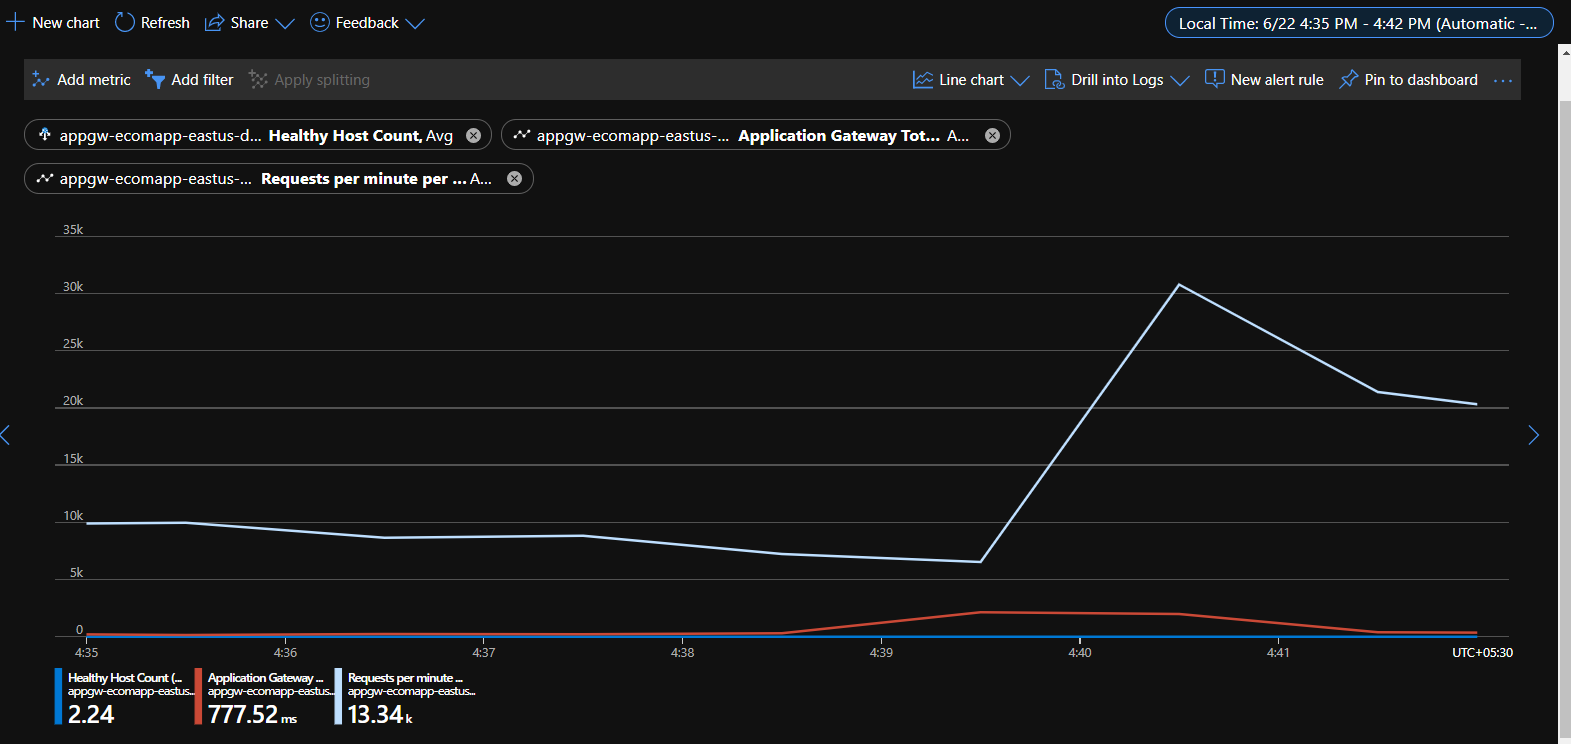 New chart Refresh Share Feedback Local Time: 6/22 4:35 PM - 4:42 PM (Automatic -...
Add metric Add filter Apply splitting Line chart Drill into Logs New alert rule Pin to dashboard ...
appgw-ecomapp-eastus-d... Healthy Host Count, Avg
appgw-ecomapp-eastus-... Application Gateway Tot... A...
appgw-ecomapp-eastus-... Requests per minute per ... A...
35k
30k
25k
20k
15k
10k
5k
0
4:35 4:36 4:37 4:38 4:39 4:40 4:41 UTC+05:30
Healthy Host Count (...
appgw-ecomapp-eastus...
2.24
Application Gateway ...
appgw-ecomapp-eastus...
777.52 ms
Requests per minute ...
appgw-ecomapp-eastus...
13.34 k